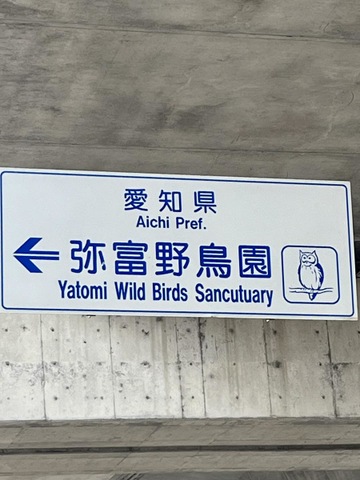 愛知県
Aichi Pref.
← 弥富野鳥園
Yatomi Wild Birds Sancutuary